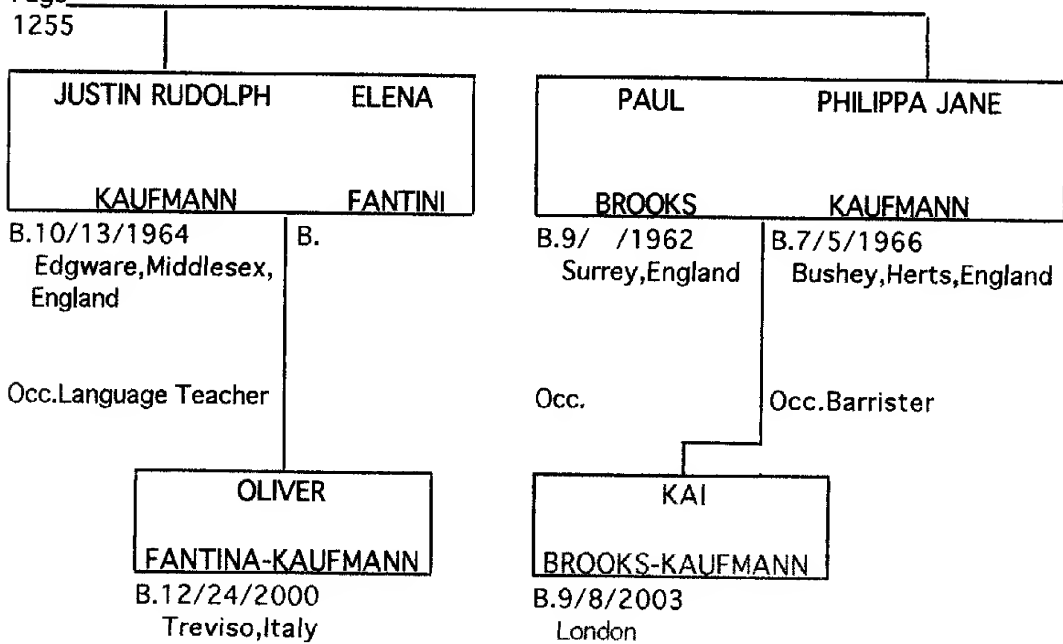 Page
1255
JUSTIN RUDOLPH ELENA
KAUFMANN FANTINI
B.10/13/1964 B.
Edgware,Middlesex,
England
Occ.Language Teacher
PAUL PHILIPPA JANE
BROOKS KAUFMANN
B.9/ /1962 B.7/5/1966
Surrey,England Bushey,Herts,England
Occ. Occ.Barrister
OLIVER
FANTINA-KAUFMANN
B.12/24/2000
Treviso,Italy
KAI
BROOKS-KAUFMANN
B.9/8/2003
London